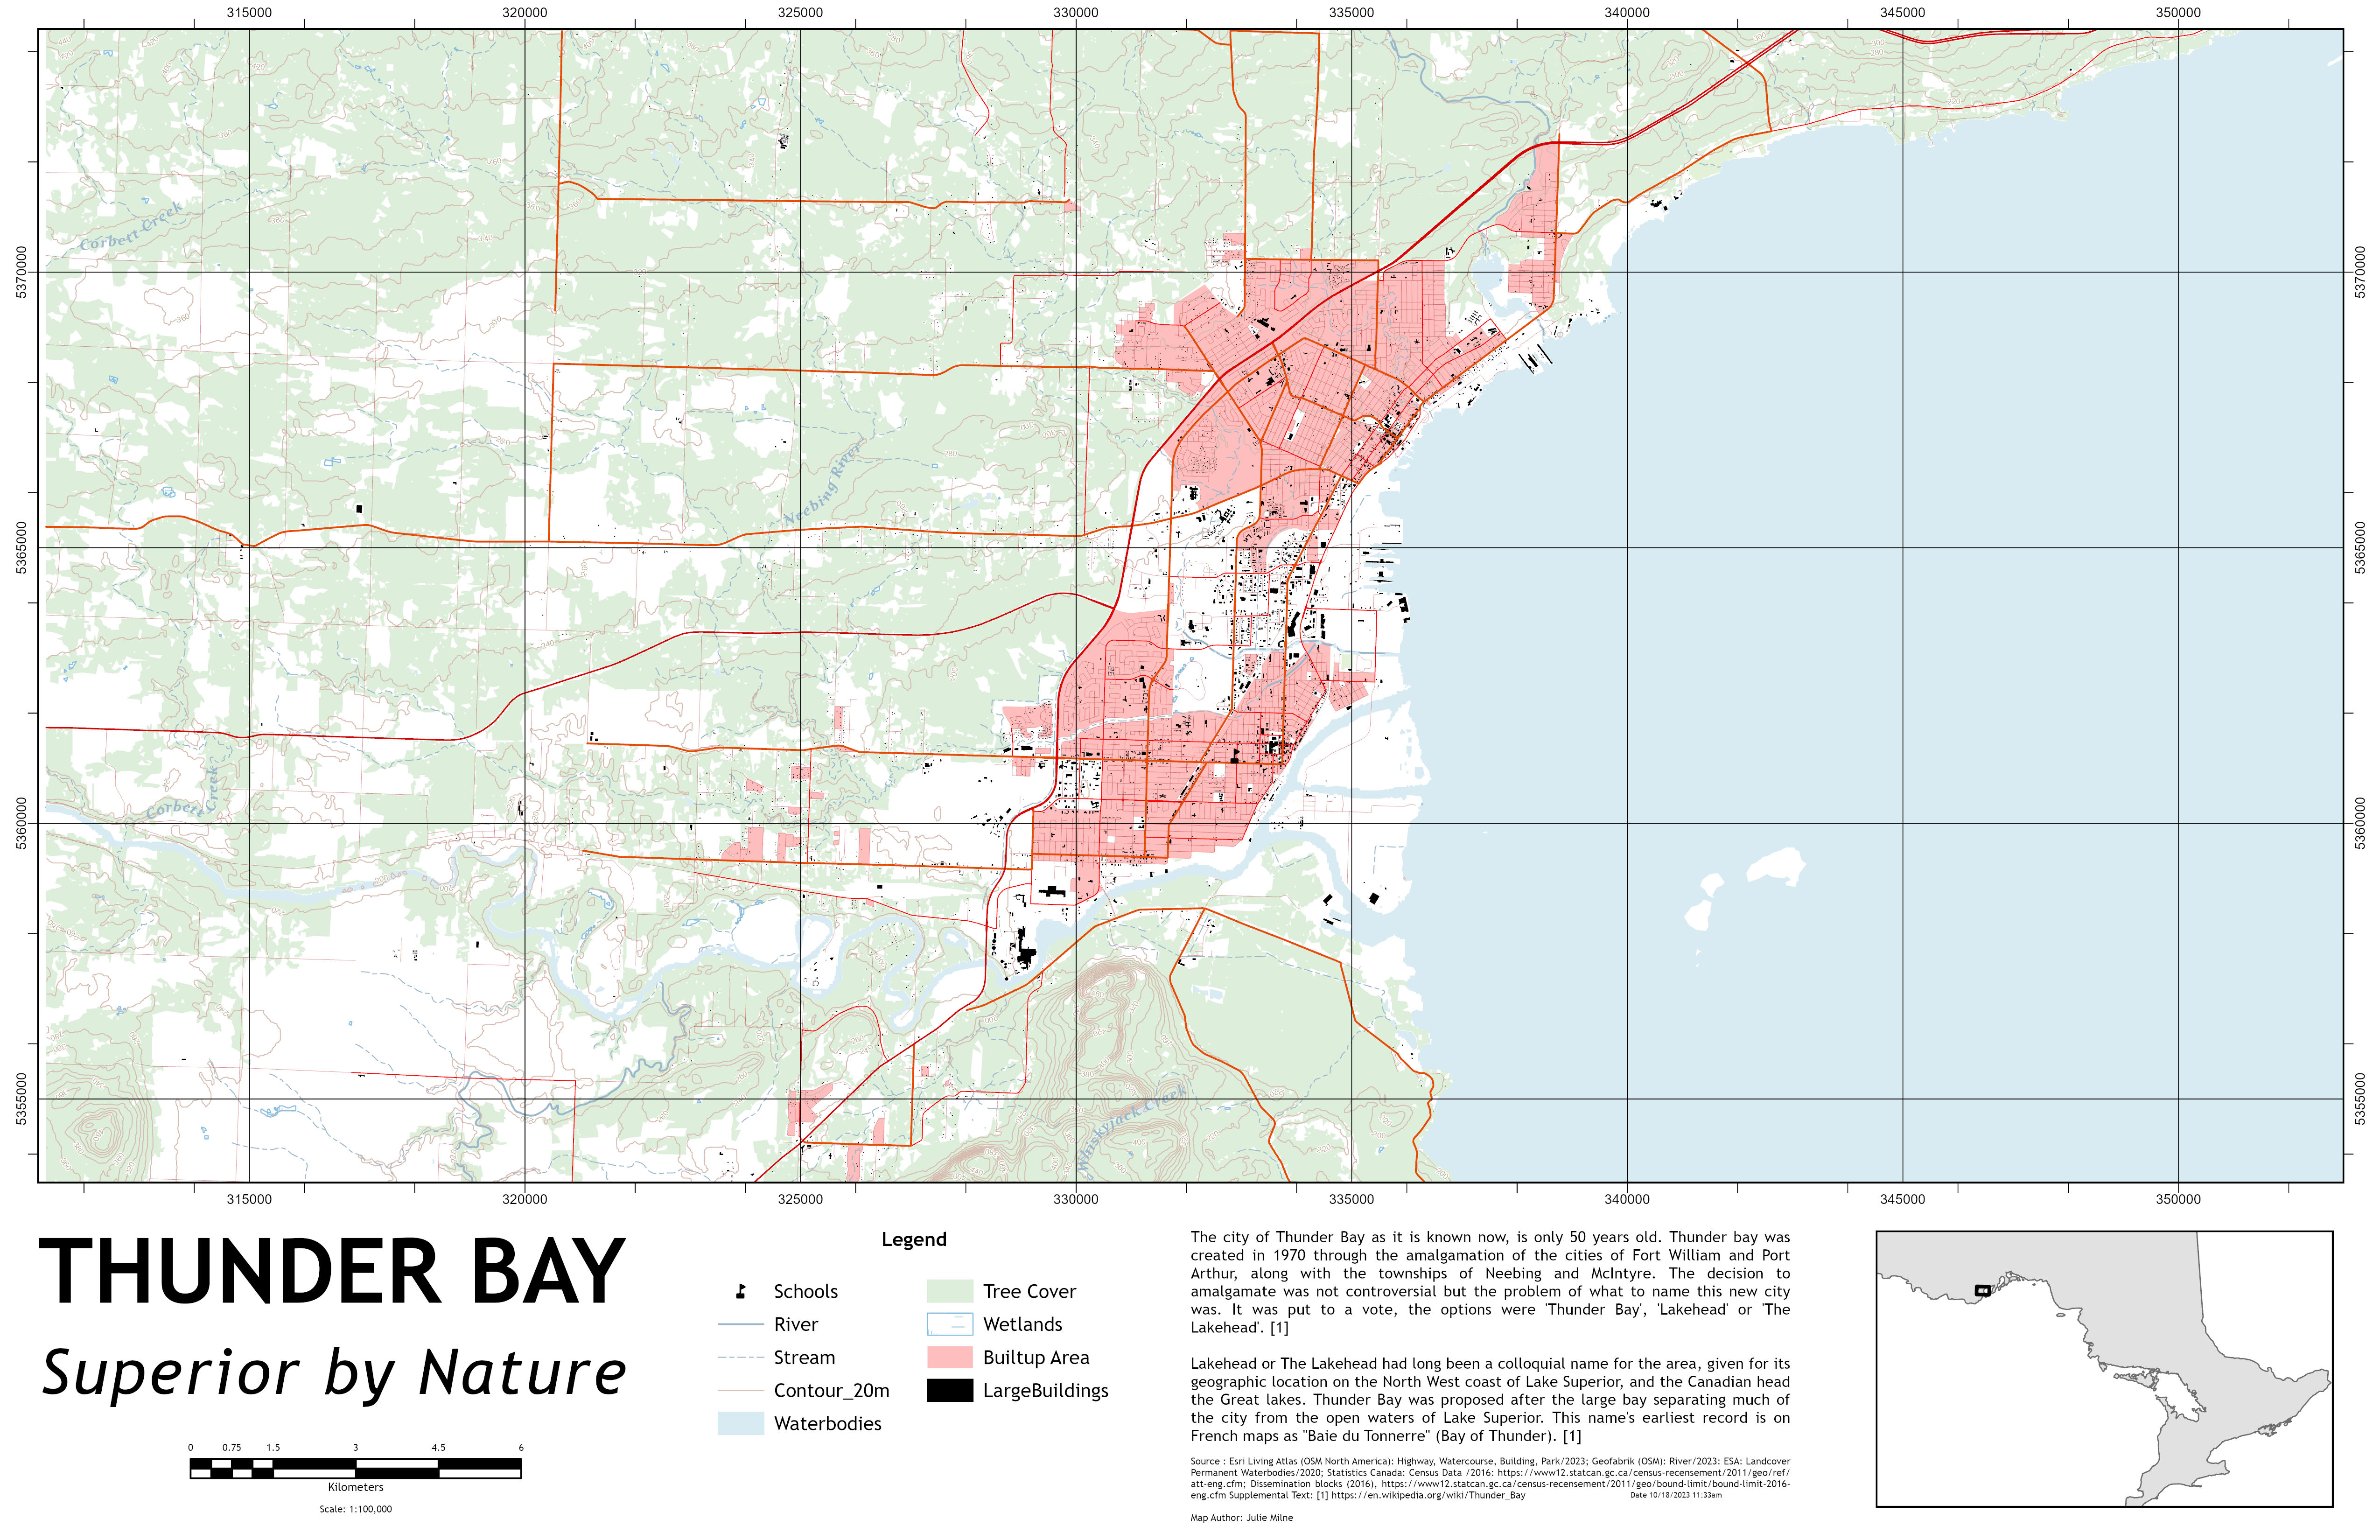 315000 320000 325000 330000 335000 340000 345000 350000
5370000
5365000
5360000
5355000
5370000
5365000
5360000
5355000
Corbett Creek
Neebing River
Corbett Creek
Whiskyjack Creek
315000 320000 325000 330000 335000 340000 345000 350000
THUNDER BAY
Superior by Nature
0 0.75 1.5 3 4.5 6
Kilometers
Scale: 1:100,000
Legend
Schools
River
Stream
Contour_20m
Waterbodies
Tree Cover
Wetlands
Builtup Area
LargeBuildings
The city of Thunder Bay as it is known now, is only 50 years old. Thunder bay was
created in 1970 through the amalgamation of the cities of Fort William and Port
Arthur, along with the townships of Neebing and McIntyre. The decision to
amalgamate was not controversial but the problem of what to name this new city
was. It was put to a vote, the options were 'Thunder Bay', 'Lakehead' or 'The
Lakehead'. [1]
Lakehead or The Lakehead had long been a colloquial name for the area, given for its
geographic location on the North West coast of Lake Superior, and the Canadian head
the Great lakes. Thunder Bay was proposed after the large bay separating much of
the city from the open waters of Lake Superior. This name's earliest record is on
French maps as "Baie du Tonnerre" (Bay of Thunder). [1]
Source : Esri Living Atlas (OSM North America): Highway, Watercourse, Building, Park/2023; Geofabrik (OSM): River/2023: ESA: Landcover
Permanent Waterbodies/2020; Statistics Canada: Census Data /2016: https://www12.statcan.gc.ca/census-recensement/2011/geo/ref/
att-eng.cfm; Dissemination blocks (2016), https://www12.statcan.gc.ca/census-recensement/2011/geo/bound-limit/bound-limit-2016-
eng.cfm Supplemental Text: [1] https://en.wikipedia.org/wiki/Thunder_Bay
Date 10/18/2023 11:33am
Map Author: Julie Milne